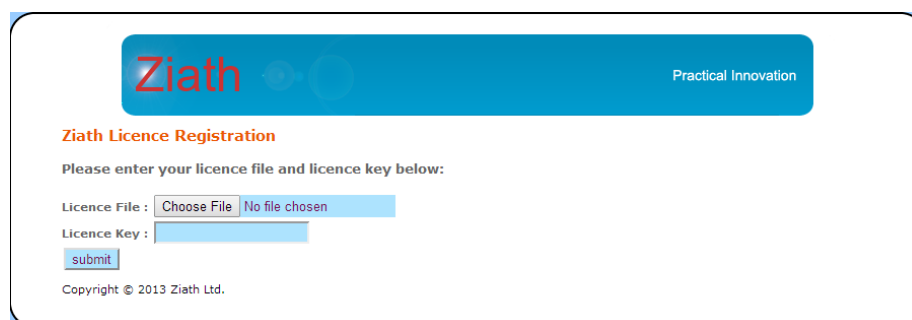 Ziath
Practical Innovation
Ziath Licence Registration
Please enter your licence file and licence key below:
Licence File : Choose File No file chosen
Licence Key :
submit
Copyright © 2013 Ziath Ltd.